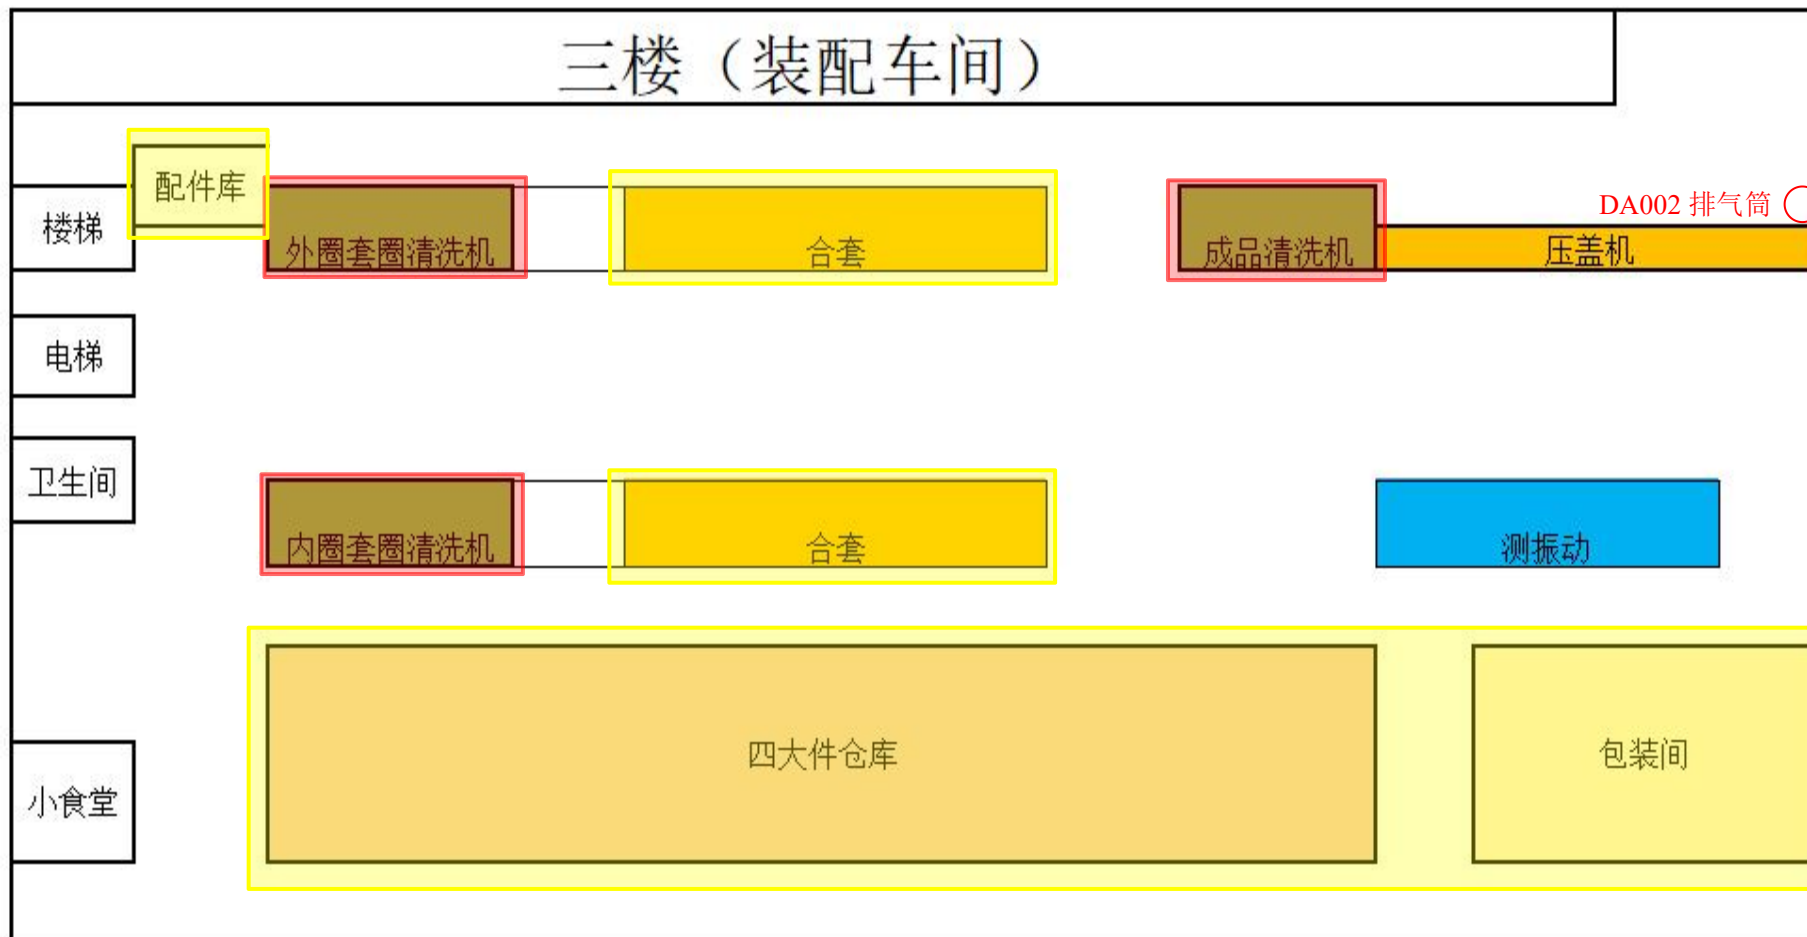 三楼（装配车间）
配件库
DA002 排气筒
楼梯
外圈套圈清洗机
合套
成品清洗机
压盖机
电梯
卫生间
内圈套圈清洗机
合套
测振动
四大件仓库
包装间
小食堂